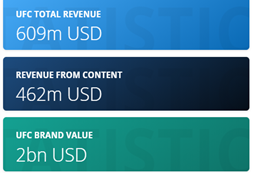 UFC TOTAL REVENUE
609m USD
REVENUE FROM CONTENT
462m USD
UFC BRAND VALUE
2bn USD